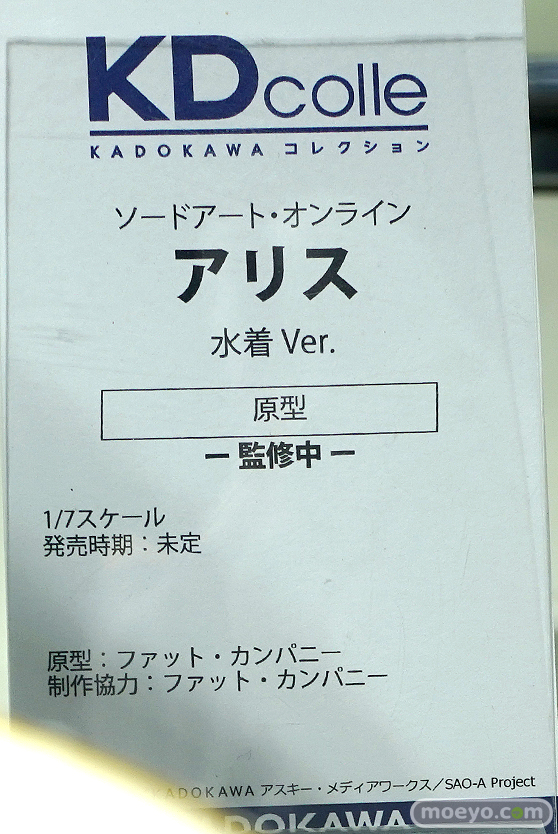 KDcolle
KADOKAWA コレクション
ソードアート・オンライン
アリス
水着 Ver.
原型
ー 監修中 ー
1/7スケール
発売時期：未定
原型：ファット・カンパニー
制作協力：ファット・カンパニー
KADOKAWA アスキー・メディアワークス／SAO-A Project
DOKAWA
moeyo.com